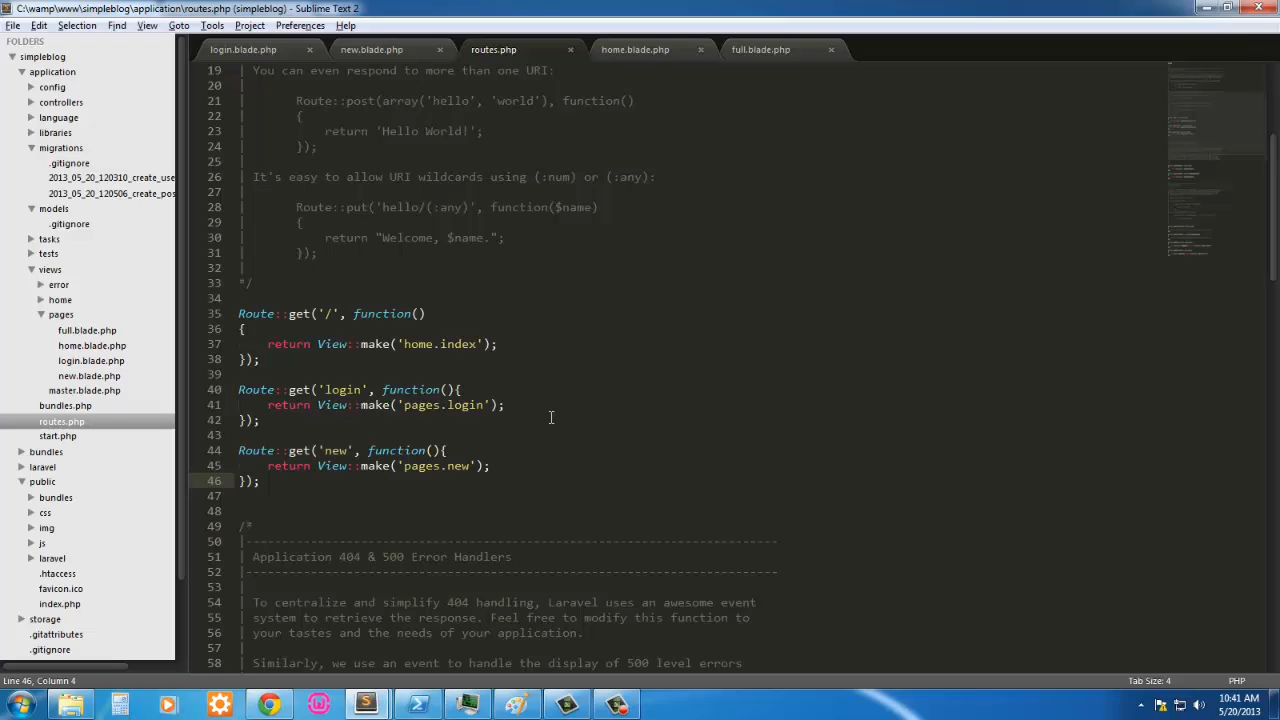 C:\wamp\www\simpleblog\application\routes.php (simpleblog) - Sublime Text 2
File Edit Selection Find View Goto Tools Project Preferences Help
FOLDERS
simpleblog
application
config
controllers
language
libraries
migrations
.gitignore
2013_05_20_120310_create_use
2013_05_20_120506_create_pos
models
.gitignore
tasks
tests
views
error
home
pages
full.blade.php
home.blade.php
login.blade.php
new.blade.php
master.blade.php
bundles.php
routes.php
start.php
bundles
laravel
public
bundles
css
img
js
laravel
.htaccess
favicon.ico
index.php
storage
.gitattributes
.gitignore
login.blade.php new.blade.php routes.php home.blade.php full.blade.php
19 | You can even respond to more than one URI:
20 |
21 | Route::post(array('hello', 'world'), function()
22 | {
23 | return 'Hello World!';
24 | });
25 |
26 | It's easy to allow URI wildcards using (:num) or (:any):
27 |
28 | Route::put('hello/(:any)', function($name)
29 | {
30 | return "Welcome, $name.";
31 | });
32 |
33 */
34
35 Route::get('/', function()
36 {
37 return View::make('home.index');
38 });
39
40 Route::get('login', function(){
41 return View::make('pages.login');
42 });
43
44 Route::get('new', function(){
45 return View::make('pages.new');
46 });
47
48
49 /*
50 |--------------------------------------------------------------------------
51 | Application 404 & 500 Error Handlers
52 |--------------------------------------------------------------------------
53 |
54 | To centralize and simplify 404 handling, Laravel uses an awesome event
55 | system to retrieve the response. Feel free to modify this function to
56 | your tastes and the needs of your application.
57 |
58 | Similarly, we use an event to handle the display of 500 level errors
Line 46, Column 4 Tab Size: 4 PHP
10:41 AM
5/20/2013